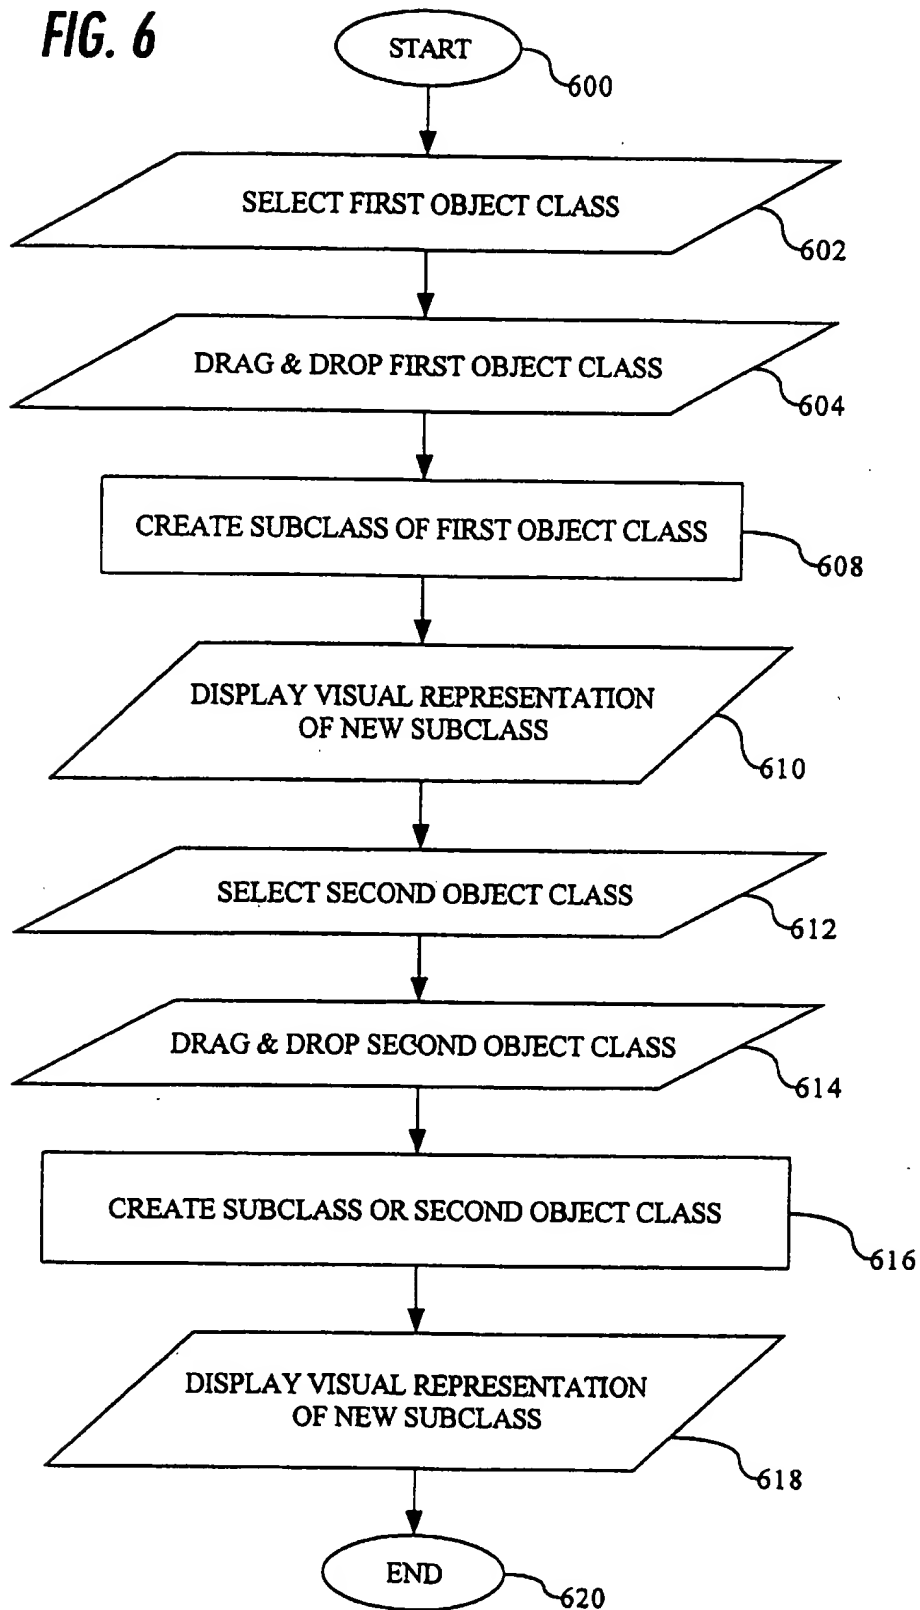 FIG. 6
START
600
SELECT FIRST OBJECT CLASS
602
DRAG & DROP FIRST OBJECT CLASS
604
CREATE SUBCLASS OF FIRST OBJECT CLASS
608
DISPLAY VISUAL REPRESENTATION
OF NEW SUBCLASS
610
SELECT SECOND OBJECT CLASS
612
DRAG & DROP SECOND OBJECT CLASS
614
CREATE SUBCLASS OR SECOND OBJECT CLASS
616
DISPLAY VISUAL REPRESENTATION
OF NEW SUBCLASS
618
END
620